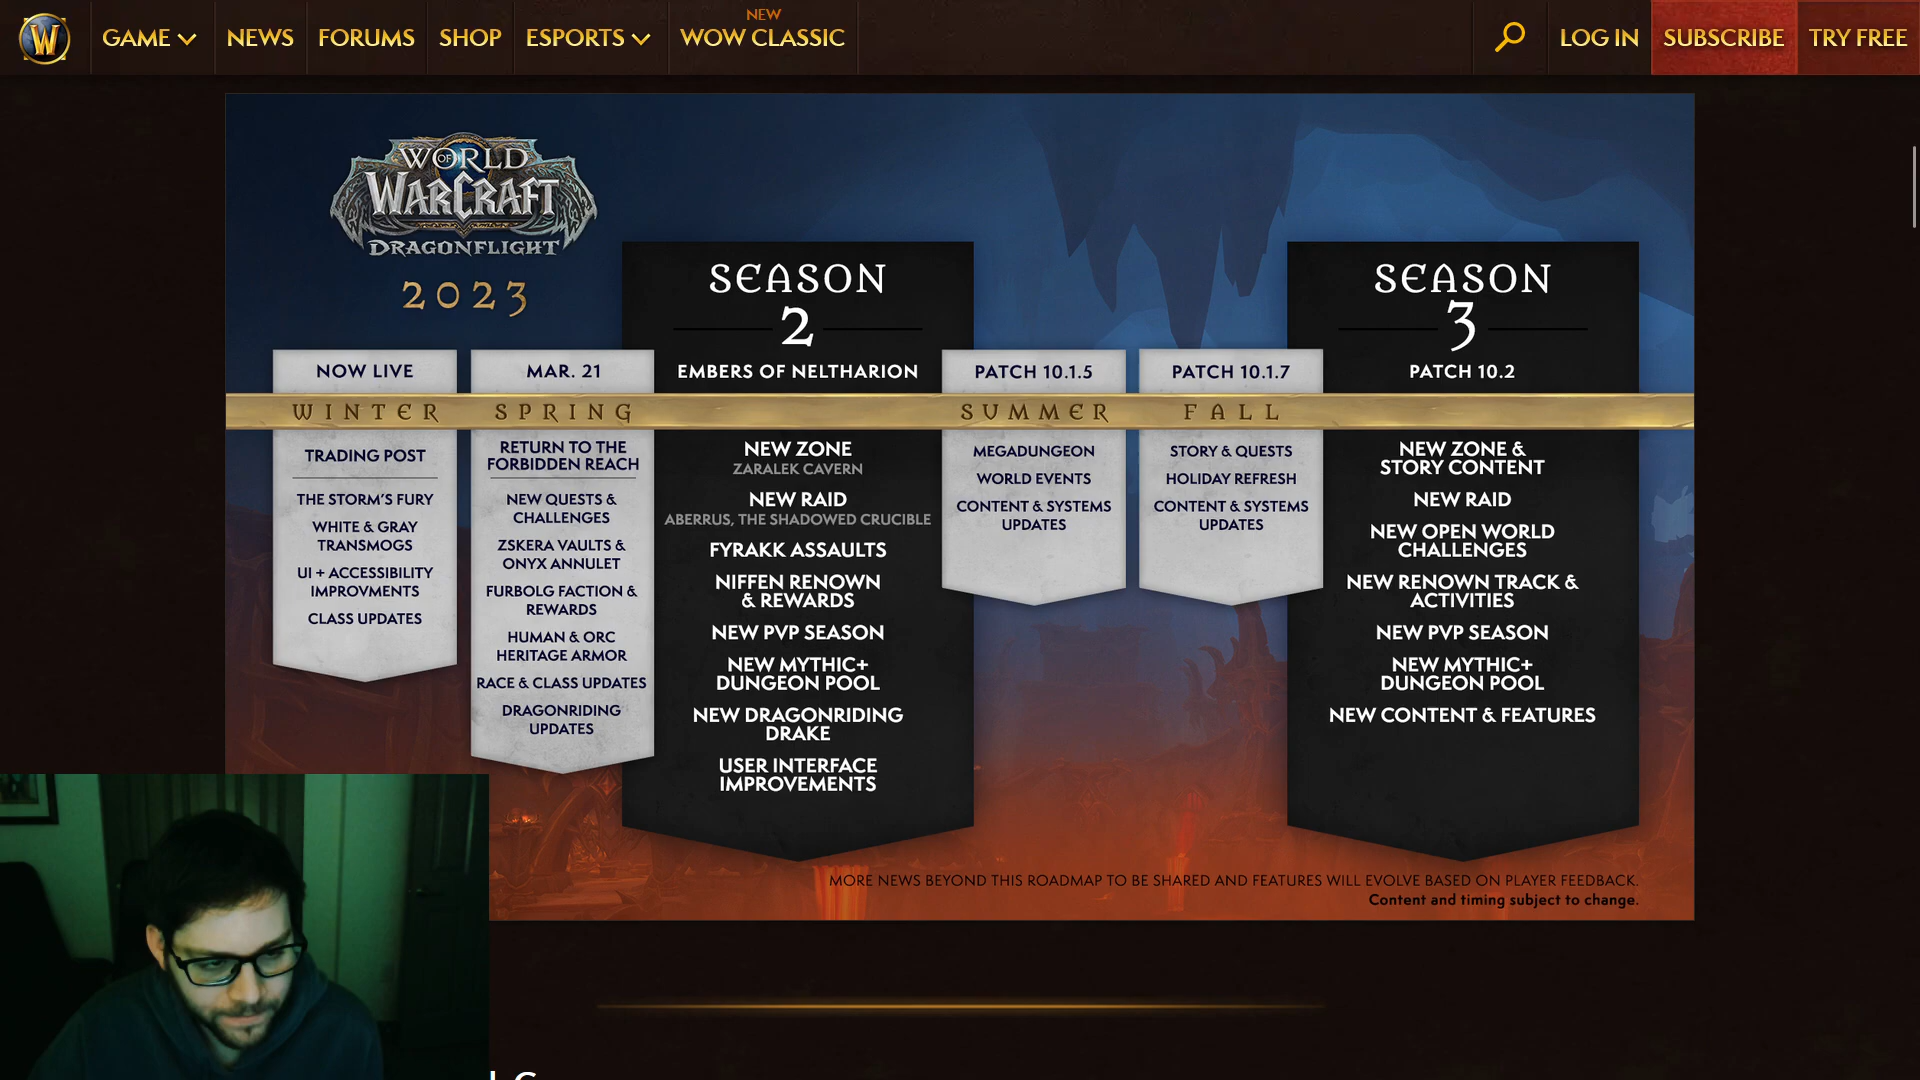 GAME
NEWS
FORUMS
SHOP
ESPORTS
NEW
WOW CLASSIC
LOG IN
SUBSCRIBE
TRY FREE
W
WORLD
OF
WARCRAFT
DRAGONFLIGHT
2023
NOW LIVE
WINTER
TRADING POST
THE STORM'S FURY
WHITE & GRAY
TRANSMOGS
UI + ACCESSIBILITY
IMPROVMENTS
CLASS UPDATES
MAR. 21
SPRING
RETURN TO THE
FORBIDDEN REACH
NEW QUESTS &
CHALLENGES
ZSKERA VAULTS &
ONYX ANNULET
FURBOLG FACTION &
REWARDS
HUMAN & ORC
HERITAGE ARMOR
RACE & CLASS UPDATES
DRAGONRIDING
UPDATES
SEASON
2
EMBERS OF NELTHARION
NEW ZONE
ZARALEK CAVERN
NEW RAID
ABERRUS, THE SHADOWED CRUCIBLE
FYRAKK ASSAULTS
NIFFEN RENOWN
& REWARDS
NEW PVP SEASON
NEW MYTHIC+
DUNGEON POOL
NEW DRAGONRIDING
DRAKE
USER INTERFACE
IMPROVEMENTS
PATCH 10.1.5
SUMMER
MEGADUNGEON
WORLD EVENTS
CONTENT & SYSTEMS
UPDATES
PATCH 10.1.7
FALL
STORY & QUESTS
HOLIDAY REFRESH
CONTENT & SYSTEMS
UPDATES
SEASON
3
PATCH 10.2
NEW ZONE &
STORY CONTENT
NEW RAID
NEW OPEN WORLD
CHALLENGES
NEW RENOWN TRACK &
ACTIVITIES
NEW PVP SEASON
NEW MYTHIC+
DUNGEON POOL
NEW CONTENT & FEATURES
MORE NEWS BEYOND THIS ROADMAP TO BE SHARED AND FEATURES WILL EVOLVE BASED ON PLAYER FEEDBACK.
Content and timing subject to change.